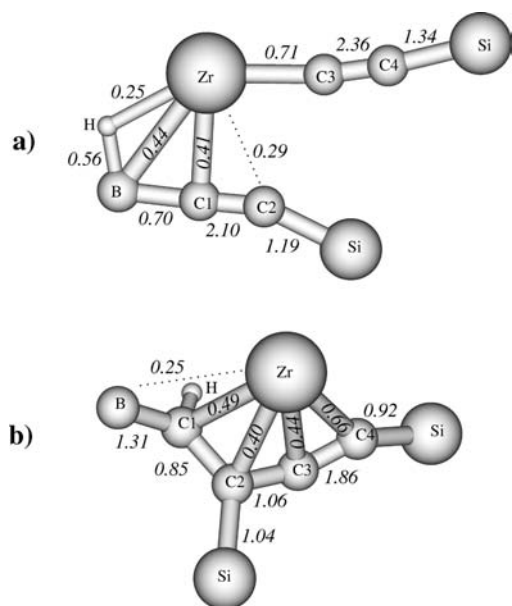 Si
1.34
2.36
0.71
C4
C3
Zr
0.25
H
a)
0.44
0.56
0.41
0.29
B
C1
C2
0.70
2.10
1.19
Si
Zr
0.25
H
0.49
0.66
0.92
B
C1
0.40
0.44
C4
Si
1.31
b)
0.85
C3
1.86
C2
1.06
1.04
Si